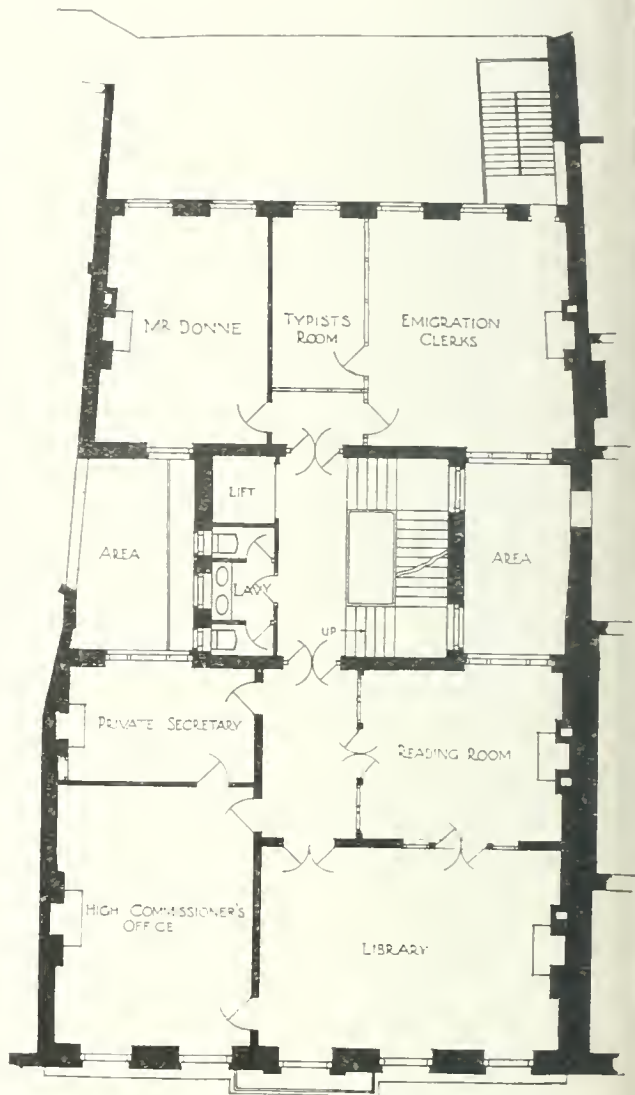 MR DONNE
TYPISTS
ROOM
EMIGRATION
CLERKS
LIFT
AREA
LAVY
AREA
UP
PRIVATE SECRETARY
READING ROOM
HIGH COMMISSIONER'S
OFFICE
LIBRARY